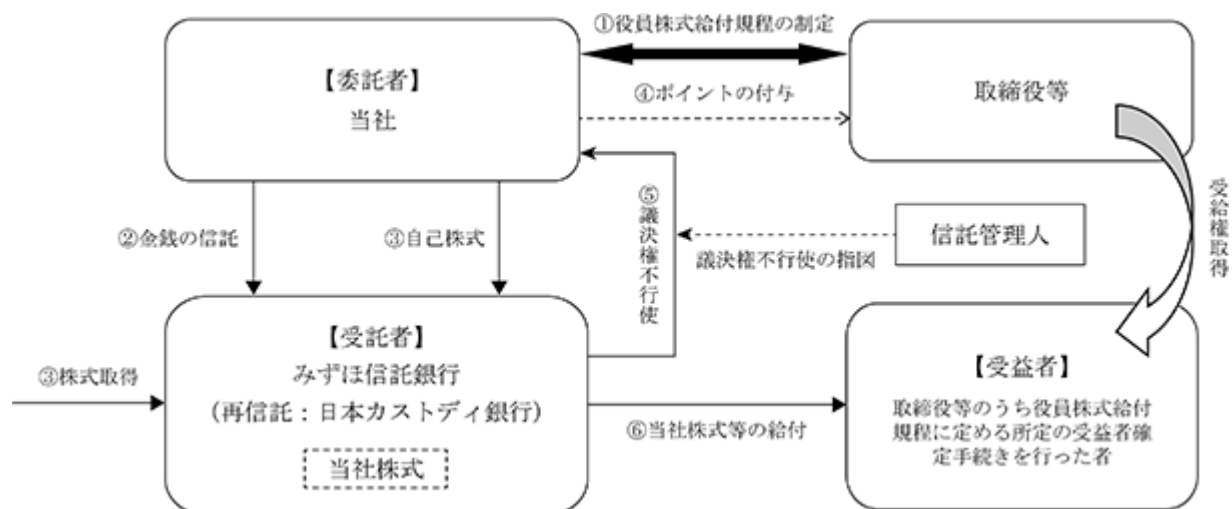 ①役員株式給付規程の制定
【委託者】
当社
④ポイントの付与
取締役等
②金銭の信託
③自己株式
⑤議決権不行使
議決権不行使の指図
信託管理人
受給権取得
③株式取得
【受託者】
みずほ信託銀行
(再信託：日本カストディ銀行)
当社株式
⑥当社株式等の給付
【受益者】
取締役等のうち役員株式給付
規程に定める所定の受益者確
定手続きを行った者